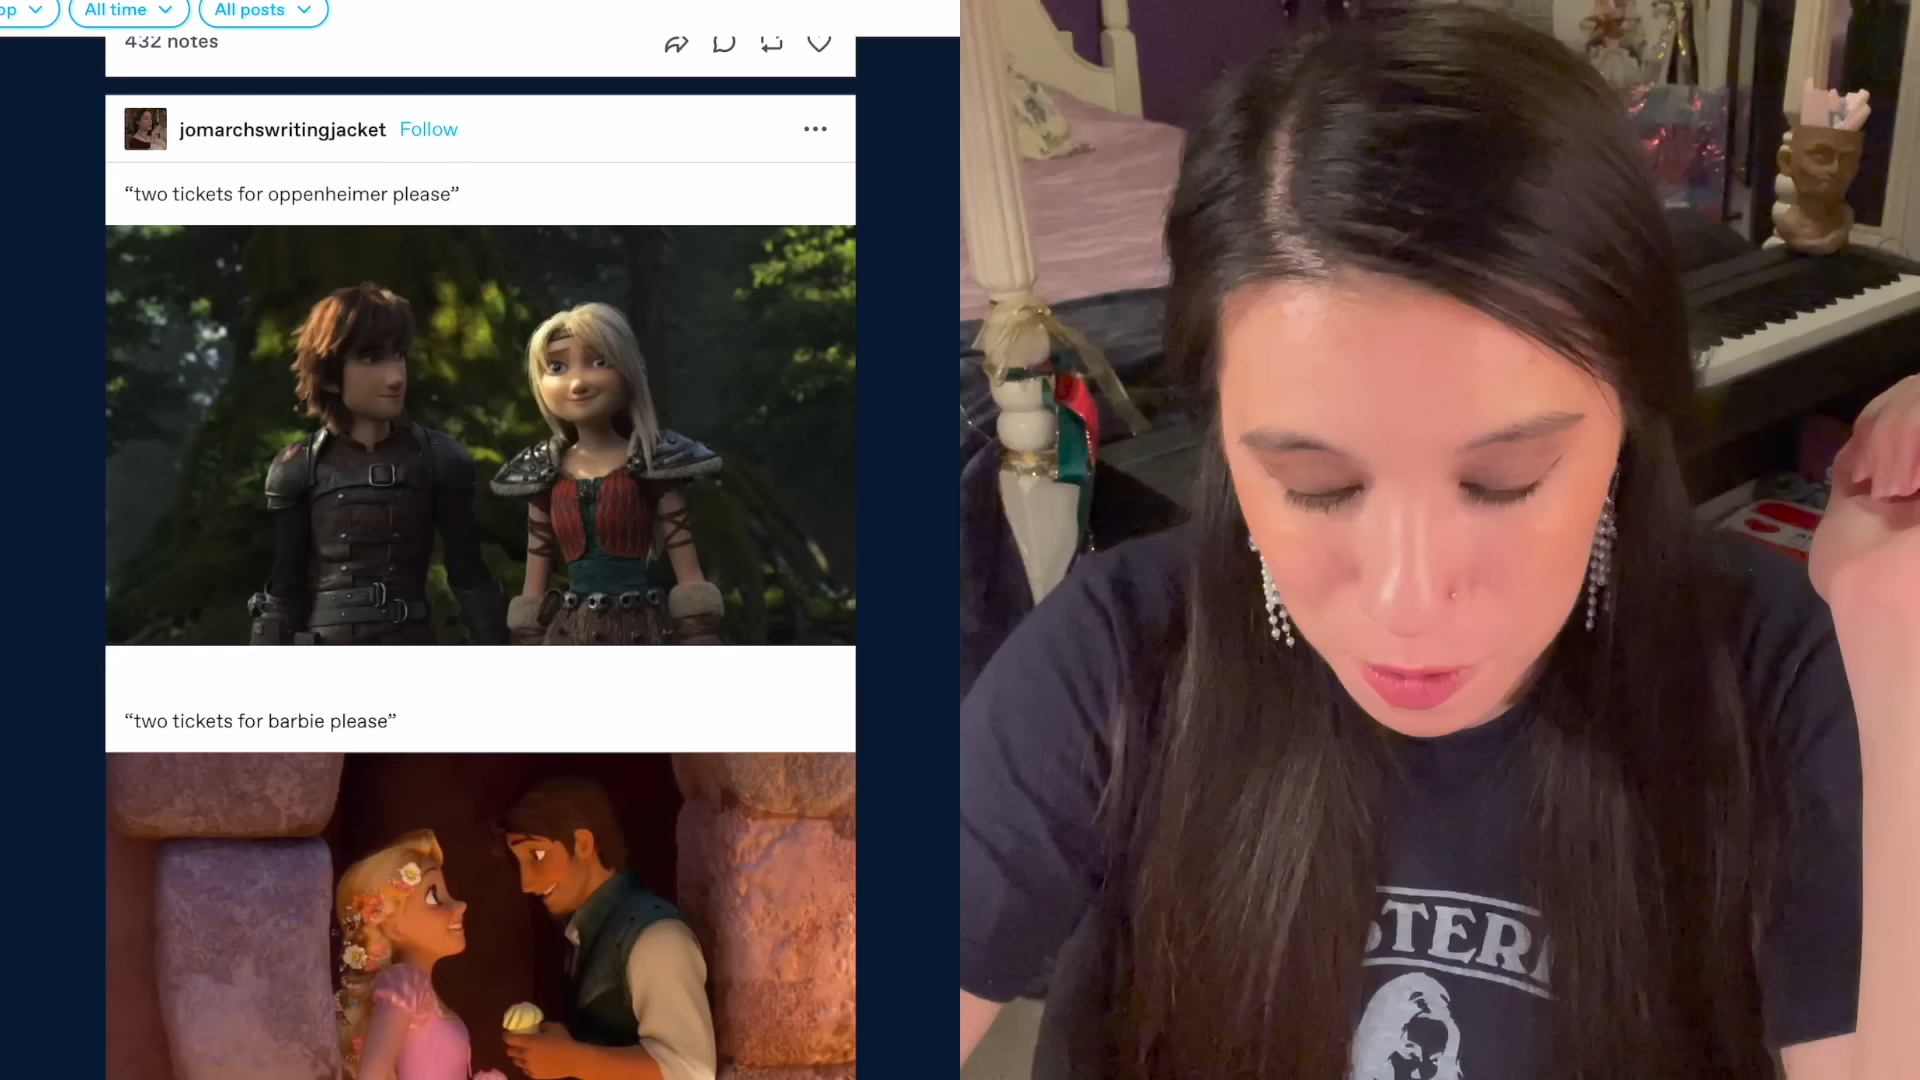 All time
All posts
432 notes
jomarchswritingjacket Follow
“two tickets for oppenheimer please”
“two tickets for barbie please”